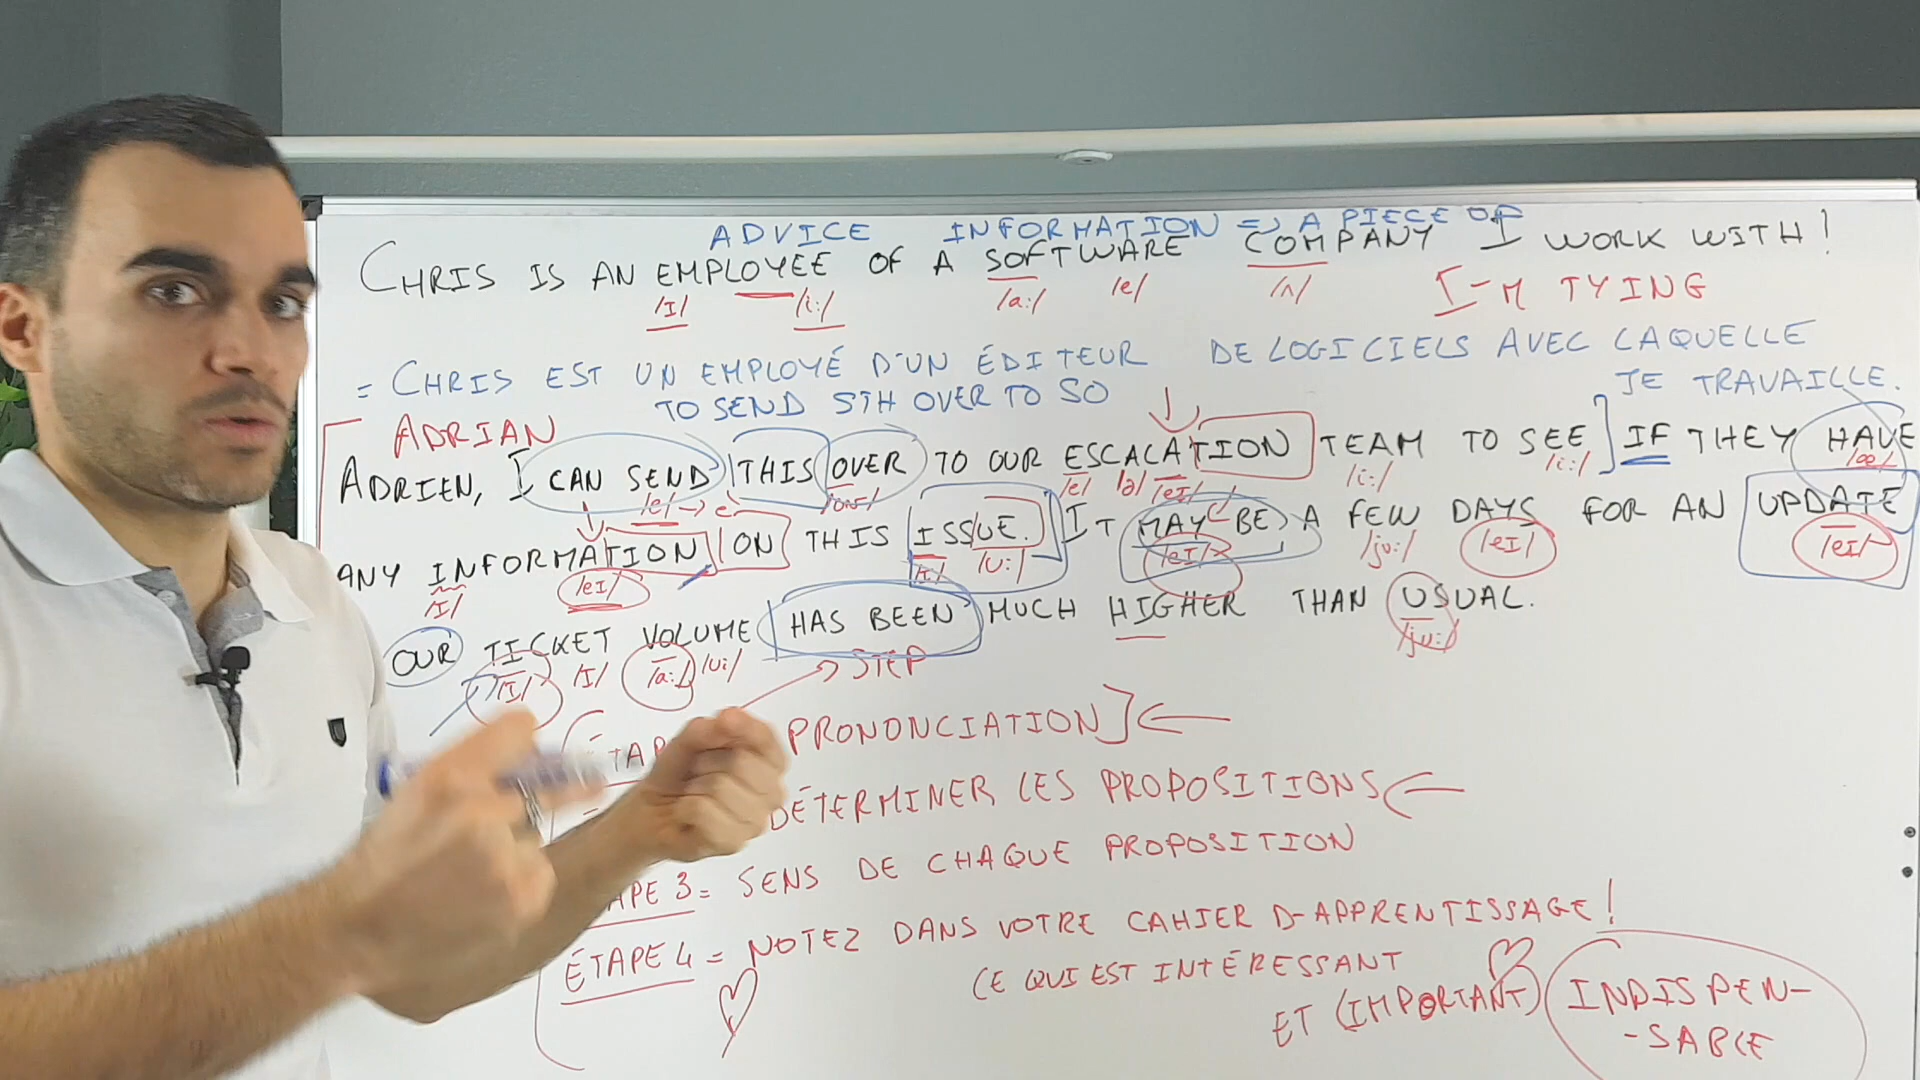 ADVICE INFORMATION => A PIECE OF
CHRIS IS AN EMPLOYEE OF A SOFTWARE COMPANY I WORK WITH!
/I/ /i:/ /a:/ /e/ /ʌ/ I-M TYING
= CHRIS EST UN EMPLOYÉ D'UN ÉDITEUR DE LOGICIELS AVEC LAQUELLE
JE TRAVAILLE.
TO SEND STH OVER TO SO
ADRIAN
ADRIEN, I CAN SEND THIS OVER TO OUR ESCALATION TEAM TO SEE IF THEY HAVE
/e/ → e /e/ /ə/ /eI/ /i:/ /i:/ /æ/
ANY INFORMATION ON THIS ISSUE. IT MAY BE A FEW DAYS FOR AN UPDATE
/I/ /eI/ /I/ /u:/ /eI/ /ju:/ /eI/ /eI/
OUR TICKET VOLUME HAS BEEN MUCH HIGHER THAN USUAL.
/I/ /I/ /a:/ /u:/ STEP /ju:/
ÉTAP PRONONCIATION
DÉTERMINER LES PROPOSITIONS
APE 3 = SENS DE CHAQUE PROPOSITION
ÉTAPE 4 = NOTEZ DANS VOTRE CAHIER D-APPRENTISSAGE!
CE QUI EST INTÉRESSANT
ET (IMPORTANT) INDISPEN-
-SABLE